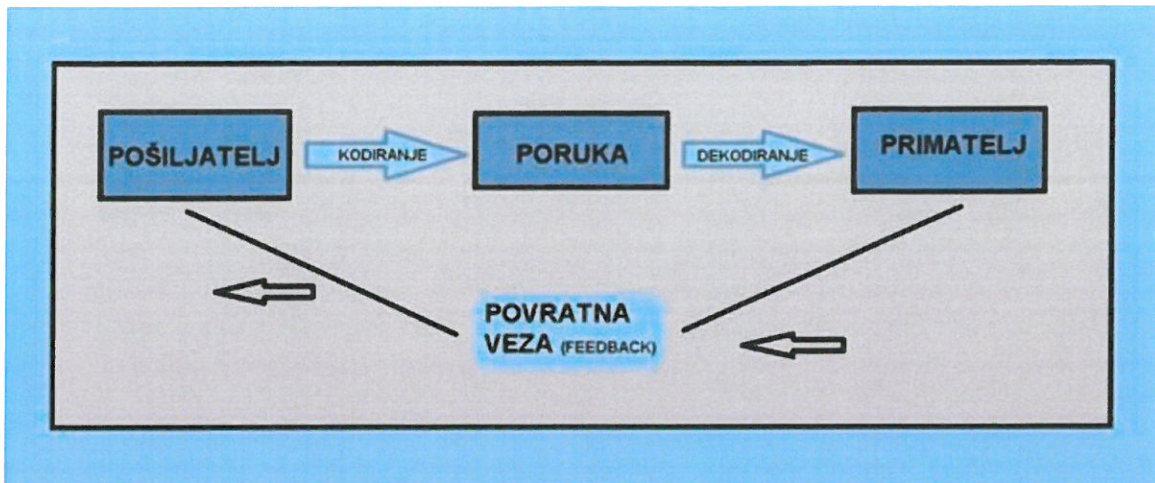 POŠILJATELJ
KODIRANJE
PORUKA
DEKODIRANJE
PRIMATELJ
POVRATNA
VEZA (FEEDBACK)